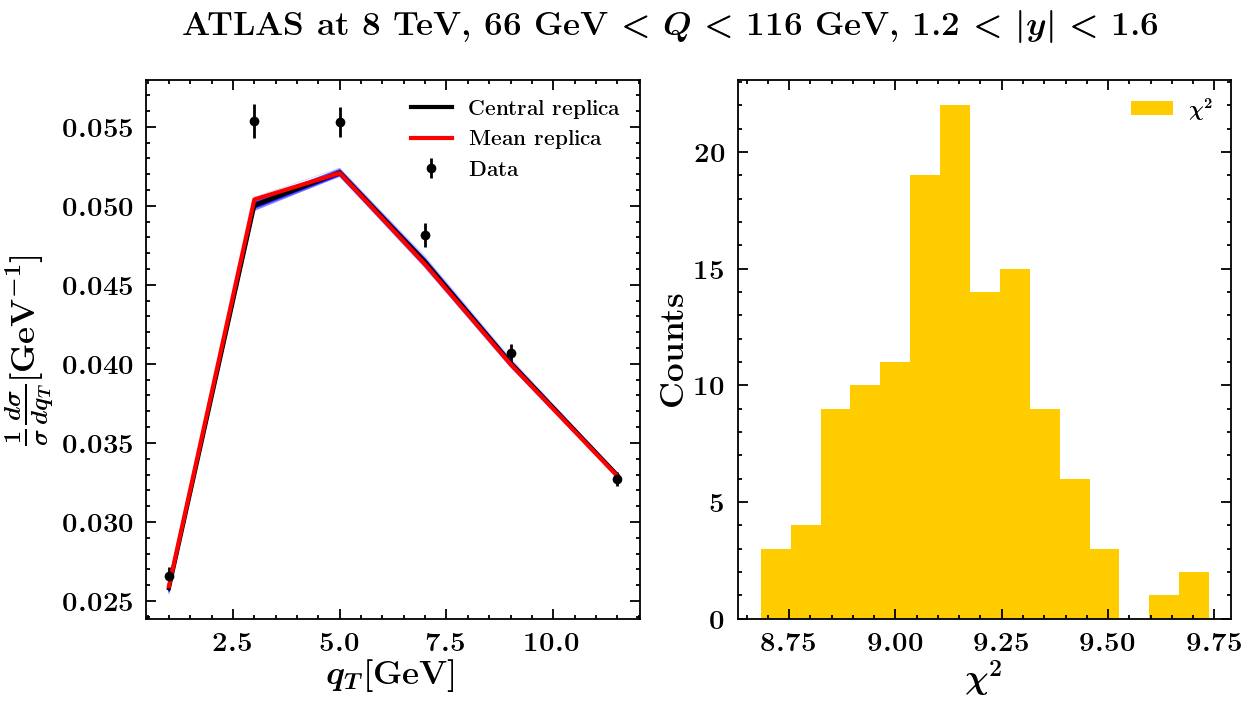 ATLAS at 8 TeV, 66 GeV < Q < 116 GeV, 1.2 < |y| < 1.6
1/σ dσ/dq_T [GeV⁻¹]
0.055
0.050
0.045
0.040
0.035
0.030
0.025
Central replica
Mean replica
Data
2.5 5.0 7.5 10.0
q_T[GeV]
Counts
20
15
10
5
0
χ²
8.75 9.00 9.25 9.50 9.75
χ²